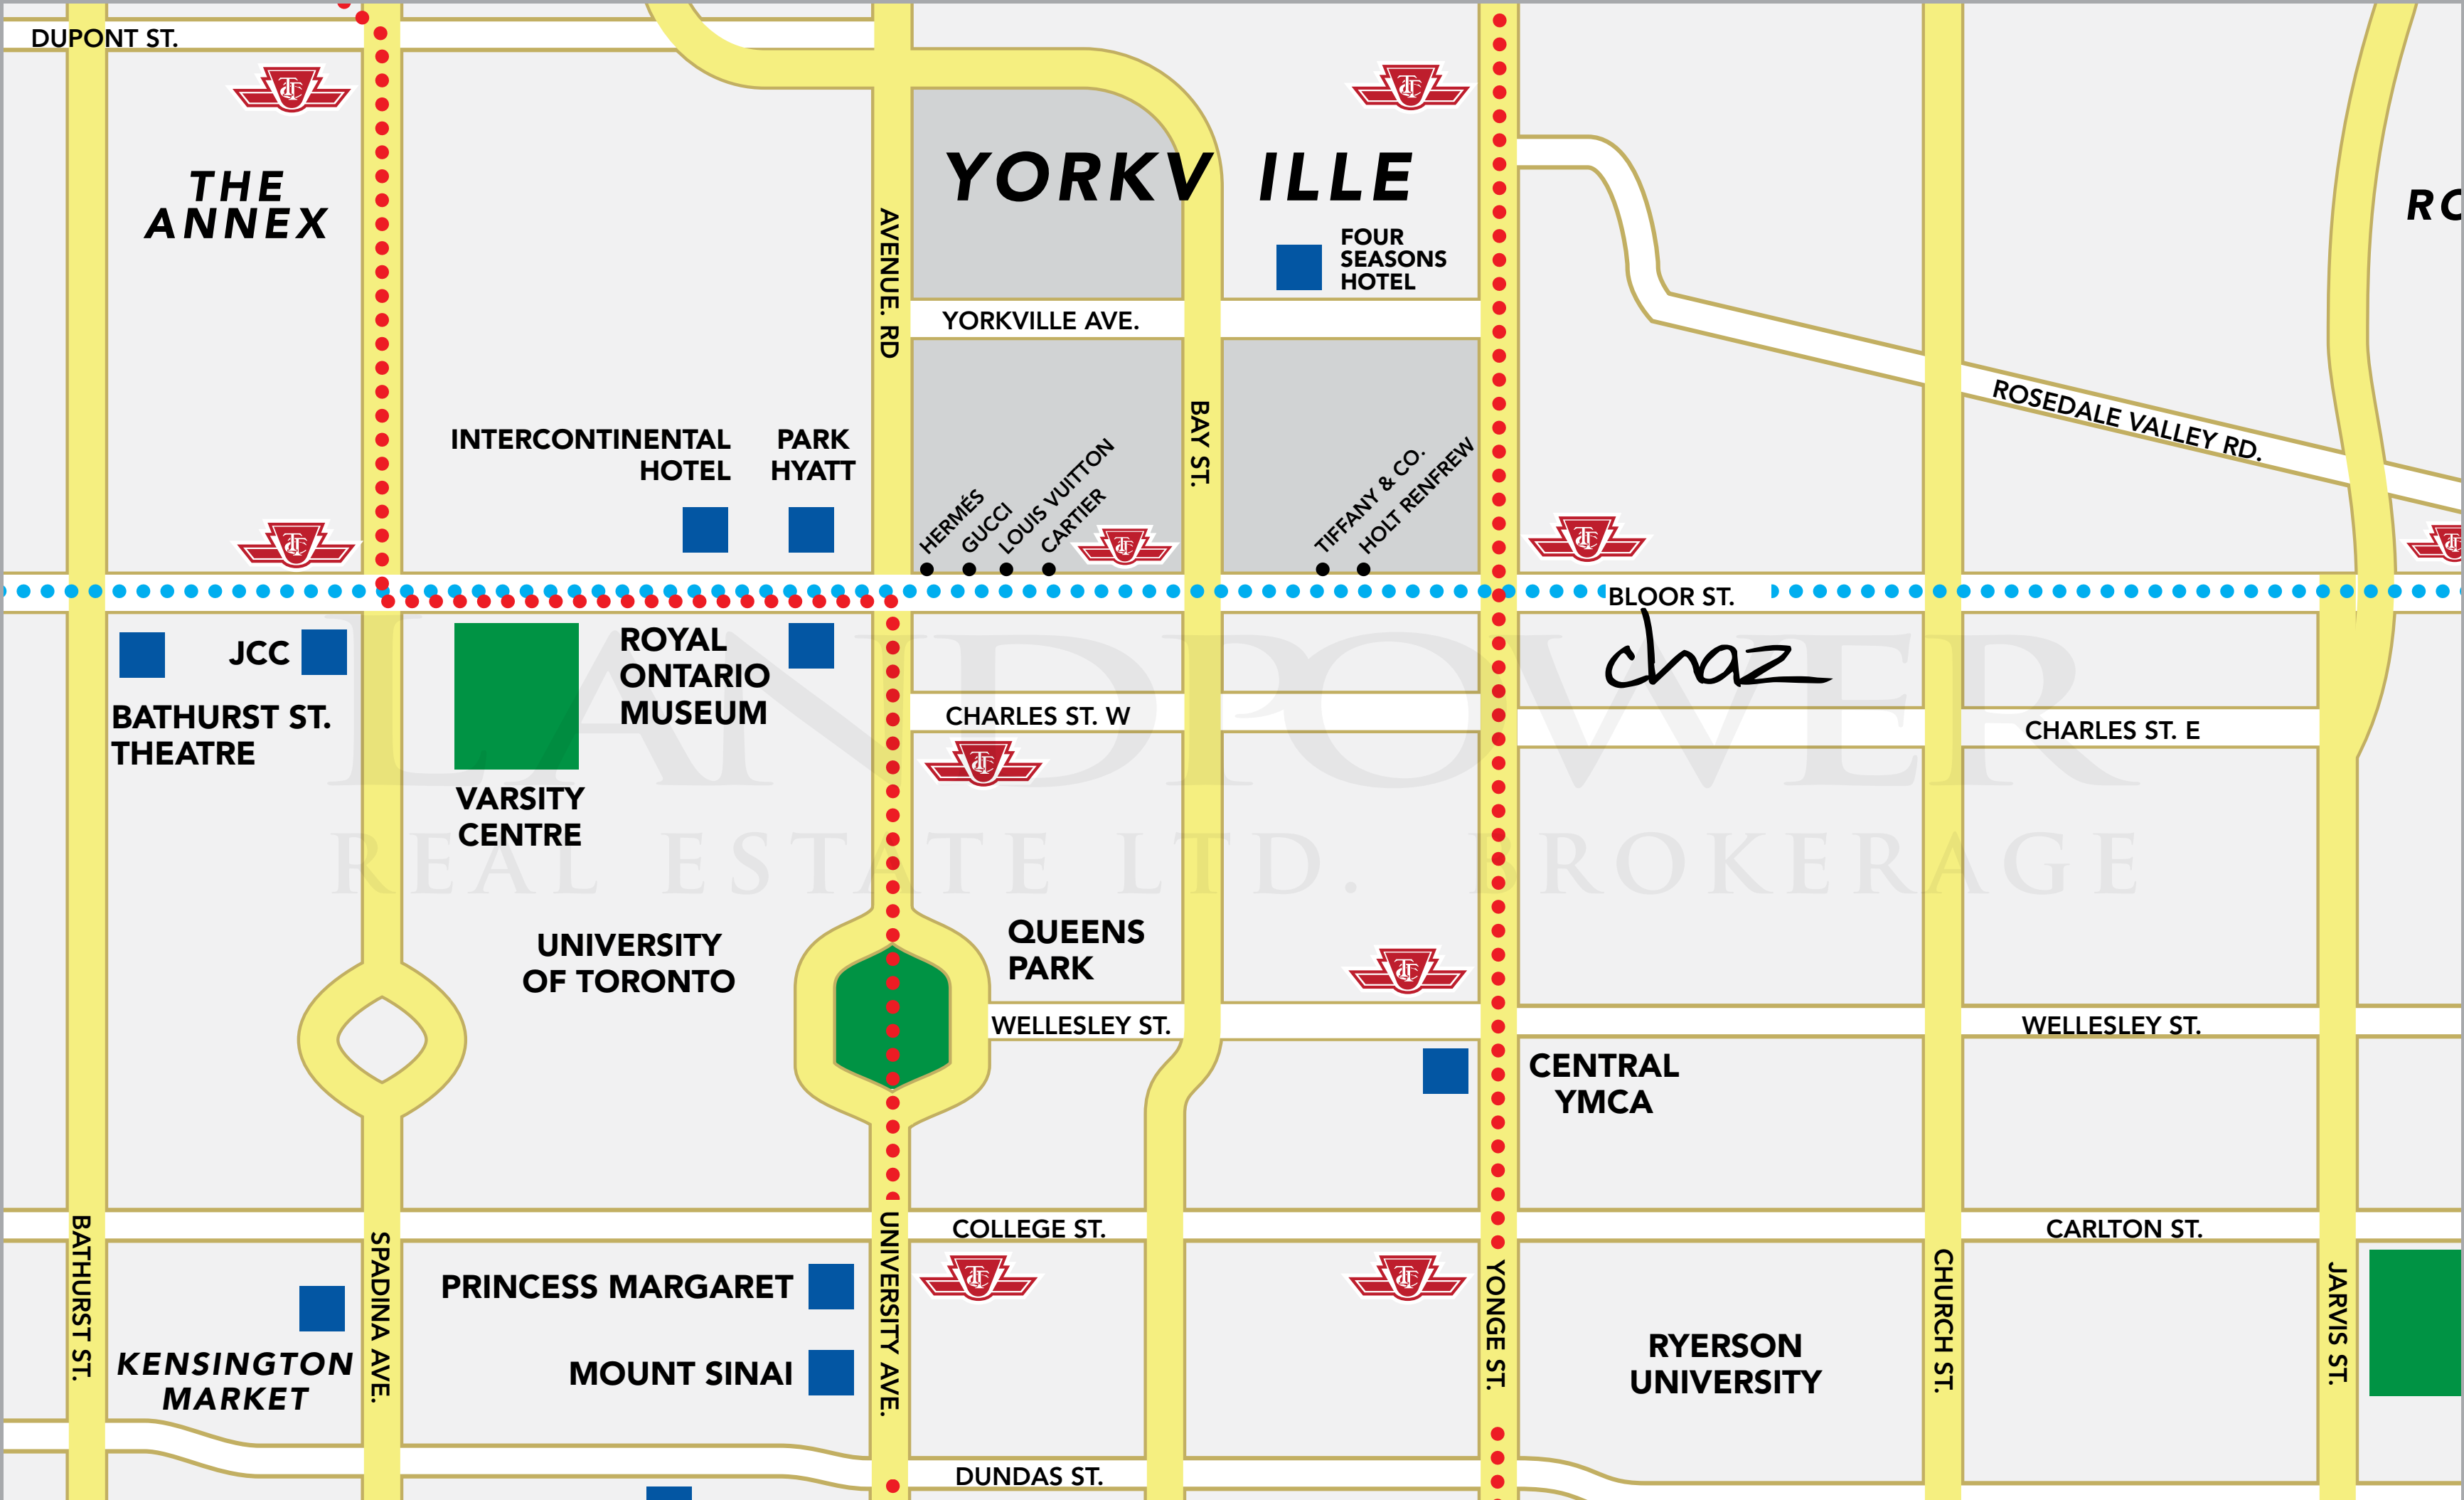 DUPONT ST.
THE
ANNEX
YORKV ILLE
FOUR
SEASONS
HOTEL
AVENUE. RD
YORKVILLE AVE.
BAY ST.
ROSEDALE VALLEY RD.
INTERCONTINENTAL
HOTEL
PARK
HYATT
HERMÉS
GUCCI
LOUIS VUITTON
CARTIER
TIFFANY & CO.
HOLT RENFREW
BLOOR ST.
chaz
JCC
BATHURST ST.
THEATRE
ROYAL
ONTARIO
MUSEUM
VARSITY
CENTRE
CHARLES ST. W
CHARLES ST. E
LANDPOWER
REAL ESTATE LTD. BROKERAGE
UNIVERSITY
OF TORONTO
QUEENS
PARK
WELLESLEY ST.
WELLESLEY ST.
CENTRAL
YMCA
COLLEGE ST.
CARLTON ST.
BATHURST ST.
SPADINA AVE.
UNIVERSITY AVE.
YONGE ST.
CHURCH ST.
JARVIS ST.
PRINCESS MARGARET
MOUNT SINAI
KENSINGTON
MARKET
RYERSON
UNIVERSITY
DUNDAS ST.